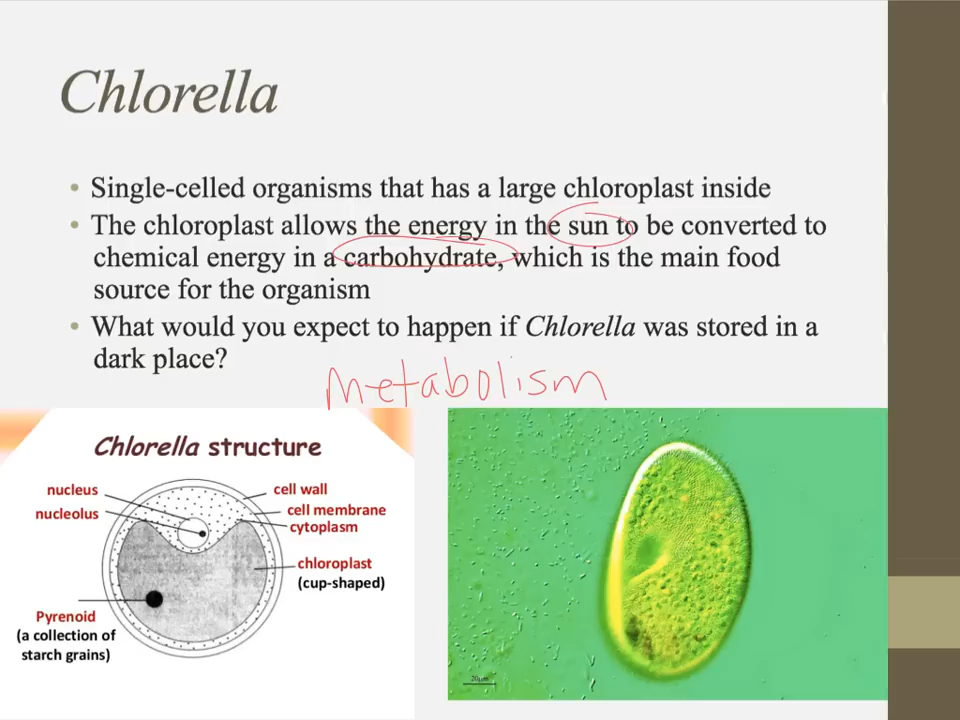 Chlorella
• Single-celled organisms that has a large chloroplast inside
• The chloroplast allows the energy in the sun to be converted to
chemical energy in a carbohydrate, which is the main food
source for the organism
• What would you expect to happen if Chlorella was stored in a
dark place?
metabolism
Chlorella structure
nucleus
nucleolus
cell wall
cell membrane
cytoplasm
chloroplast
(cup-shaped)
Pyrenoid
(a collection of
starch grains)
20µm